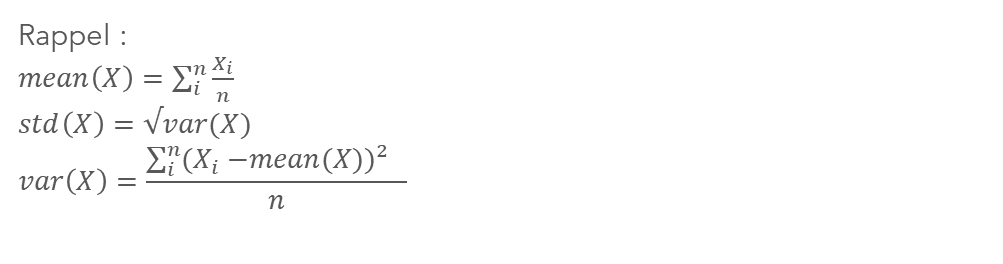 Rappel :
mean(X) = ∑ᵢⁿ Xᵢ/n
std(X) = √var(X)
var(X) = ∑ᵢⁿ(Xᵢ −mean(X))²/n